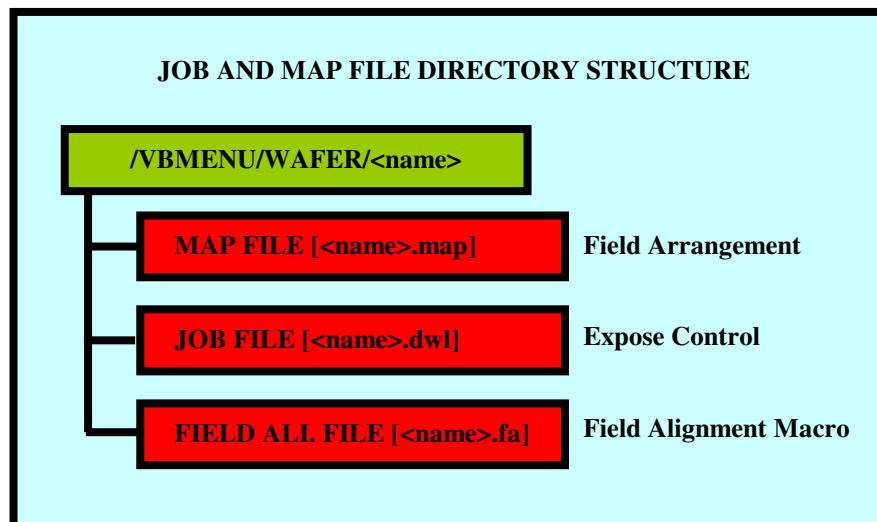 JOB AND MAP FILE DIRECTORY STRUCTURE
/VBMENU/WAFER/<name>
MAP FILE [<name>.map] Field Arrangement
JOB FILE [<name>.dwl] Expose Control
FIELD ALI. FILE [<name>.fa] Field Alignment Macro